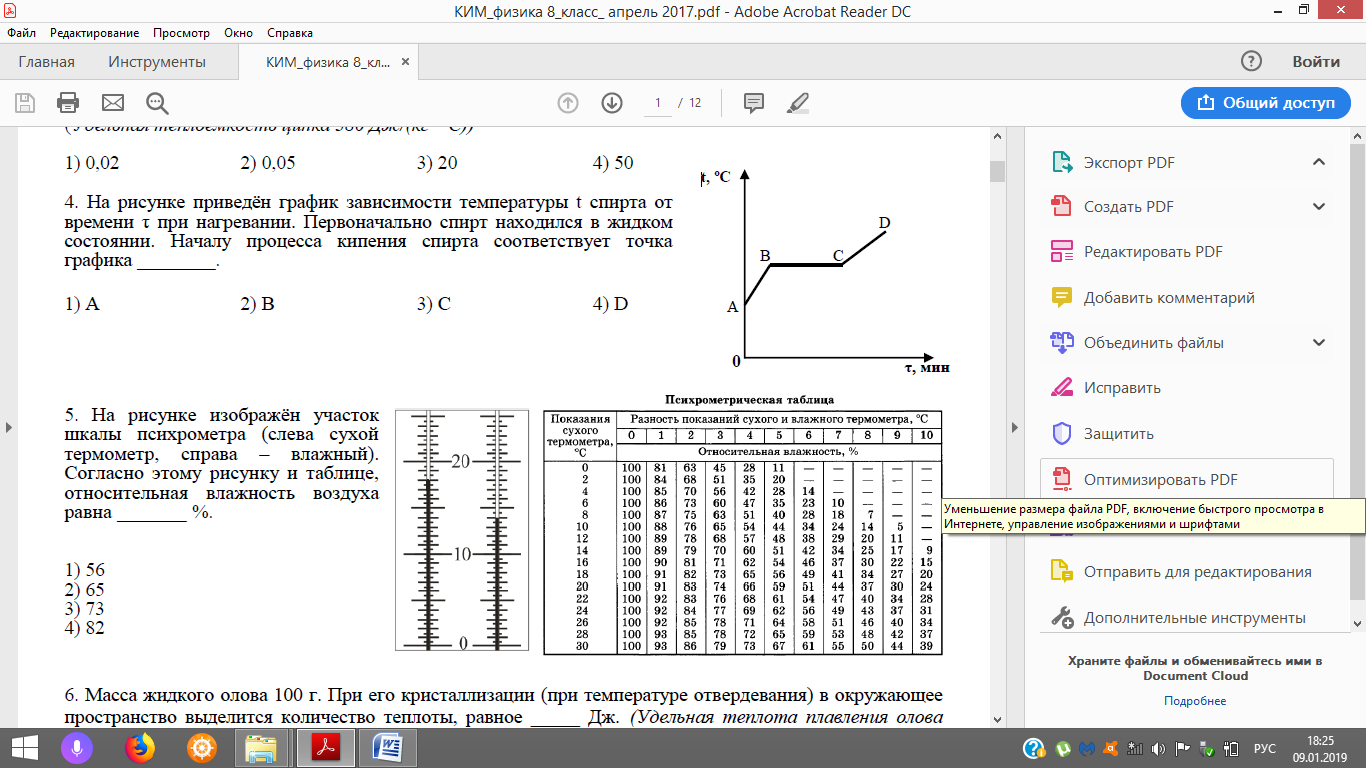 КИМ_физика 8_класс_ апрель 2017.pdf - Adobe Acrobat Reader DC
Файл Редактирование Просмотр Окно Справка
Главная Инструменты КИМ_физика 8_кл... ×
1 / 12
Войти
Общий доступ
1) 0,02 2) 0,05 3) 20 4) 50
4. На рисунке приведён график зависимости температуры t спирта от
времени τ при нагревании. Первоначально спирт находился в жидком
состоянии. Началу процесса кипения спирта соответствует точка
графика ________.
1) A 2) B 3) C 4) D
t, ºC
D
B C
A
0
τ, мин
5. На рисунке изображён участок
шкалы психрометра (слева сухой
термометр, справа – влажный).
Согласно этому рисунку и таблице,
относительная влажность воздуха
равна _______ %.
1) 56
2) 65
3) 73
4) 82
20
10
0
Психрометрическая таблица
Показания сухого термометра, °C
Разность показаний сухого и влажного термометра, °C
0 1 2 3 4 5 6 7 8 9 10
Относительная влажность, %
0 100 81 63 45 28 11 — — — — —
2 100 84 68 51 35 20 — — — — —
4 100 85 70 56 42 28 14 — — — —
6 100 86 73 60 47 35 23 10 — — —
8 100 87 75 63 51 40 28 18 7 — —
10 100 88 76 65 54 44 34 24 14 5 —
12 100 89 78 68 57 48 38 29 20 11 —
14 100 89 79 70 60 51 42 34 25 17 9
16 100 90 81 71 62 54 46 37 30 22 15
18 100 91 82 73 65 56 49 41 34 27 20
20 100 91 83 74 66 59 51 44 37 30 24
22 100 92 83 76 68 61 54 47 40 34 28
24 100 92 84 77 69 62 56 49 43 37 31
26 100 92 85 78 71 64 58 51 46 40 34
28 100 93 85 78 72 65 59 53 48 42 37
30 100 93 86 79 73 67 61 55 50 44 39
6. Масса жидкого олова 100 г. При его кристаллизации (при температуре отвердевания) в окружающее
пространство выделится количество теплоты, равное _____ Дж. (Удельная теплота плавления олова
Экспорт PDF
Создать PDF
Редактировать PDF
Добавить комментарий
Объединить файлы
Исправить
Защитить
Оптимизировать PDF
Уменьшение размера файла PDF, включение быстрого просмотра в
Интернете, управление изображениями и шрифтами
Отправить для редактирования
Дополнительные инструменты
Храните файлы и обменивайтесь ими в
Document Cloud
Подробнее
РУС
18:25
09.01.2019